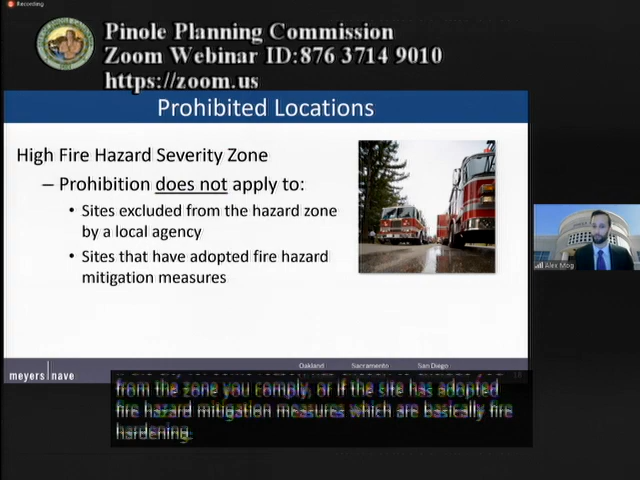 Recording
Pinole Planning Commission
Zoom Webinar ID:876 3714 9010
https://zoom.us
Prohibited Locations
High Fire Hazard Severity Zone
– Prohibition does not apply to:
• Sites excluded from the hazard zone
by a local agency
• Sites that have adopted fire hazard
mitigation measures
Alex Mog
meyers nave
Oakland Sacramento San Diego
from the zone you comply, or if the site has adopted
fire hazard mitigation measures which are basically fire
hardening.